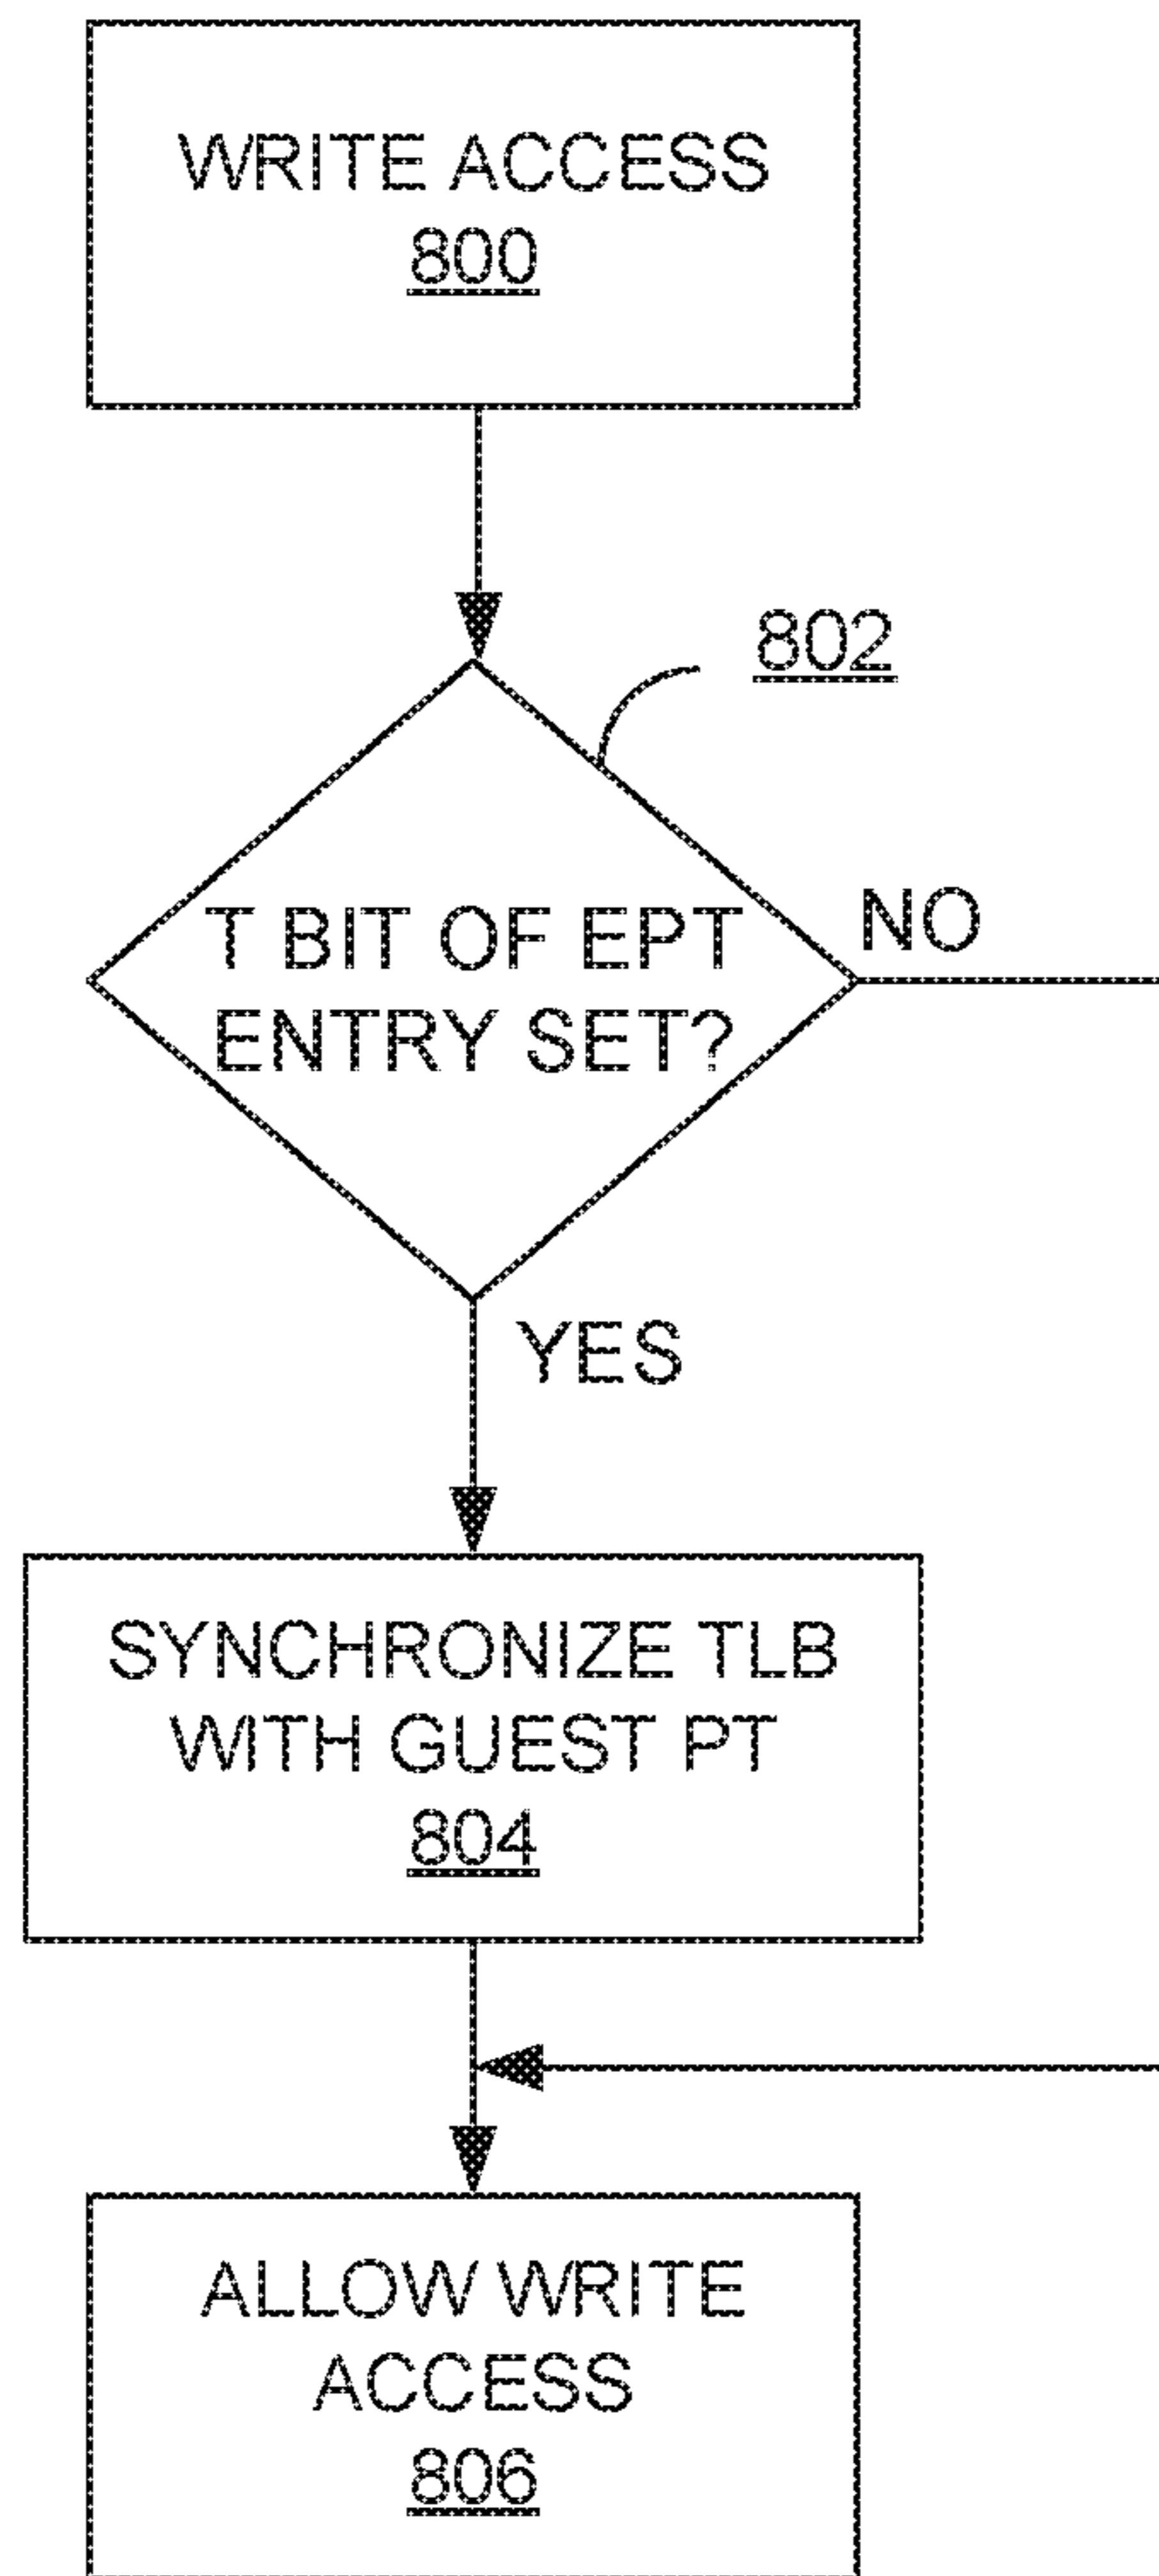 WRITE ACCESS
800
802
T BIT OF EPT
ENTRY SET?
NO
YES
SYNCHRONIZE TLB
WITH GUEST PT
804
ALLOW WRITE
ACCESS
806